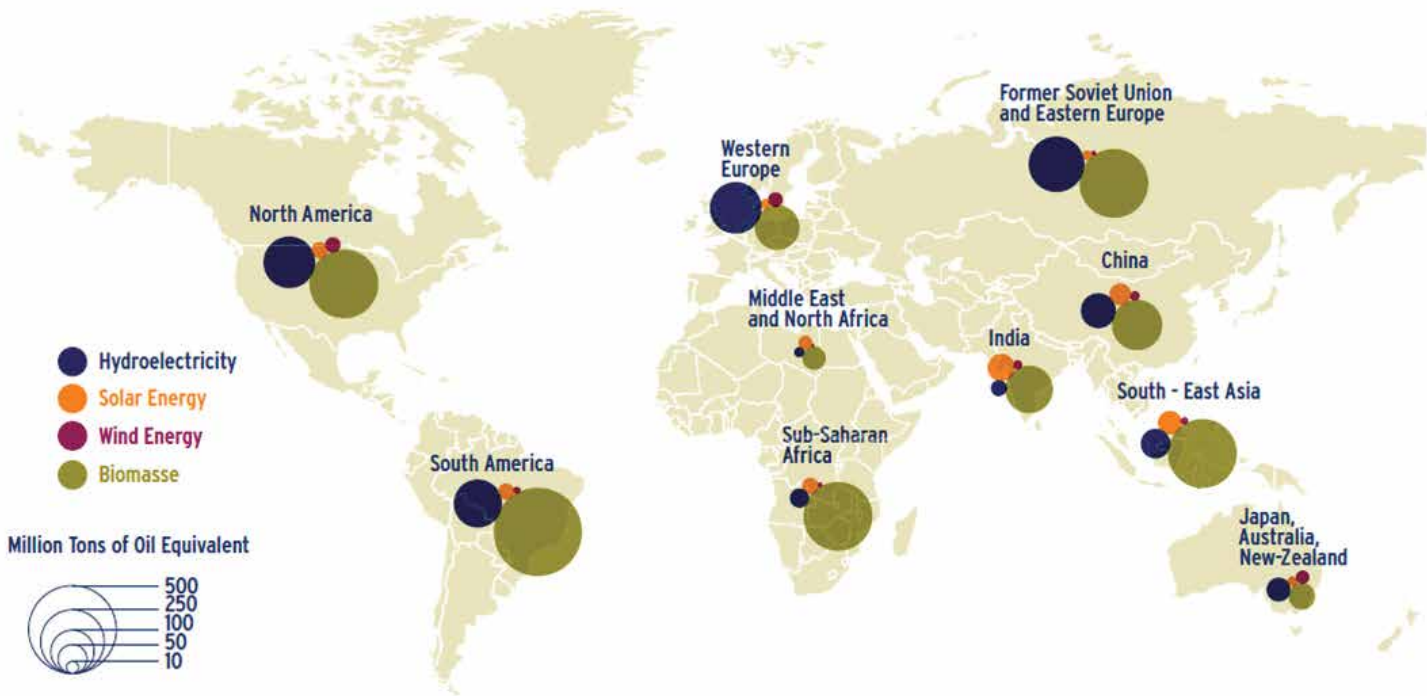 Former Soviet Union
and Eastern Europe
Western
Europe
North America
China
Middle East
and North Africa
India
Hydroelectricity
Solar Energy
South - East Asia
Wind Energy
Sub-Saharan
Africa
South America
Biomasse
Japan,
Australia,
New-Zealand
Million Tons of Oil Equivalent
500
250
100
50
10